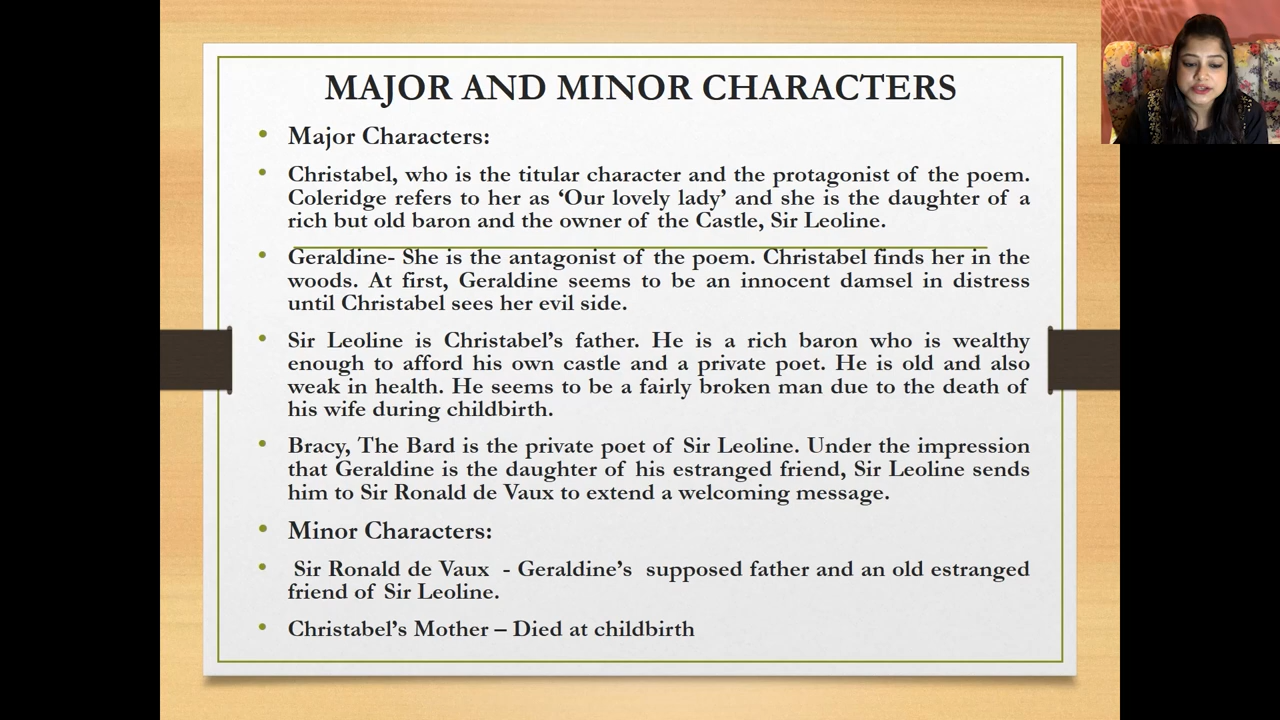 MAJOR AND MINOR CHARACTERS
• Major Characters:
• Christabel, who is the titular character and the protagonist of the poem.
Coleridge refers to her as ‘Our lovely lady’ and she is the daughter of a
rich but old baron and the owner of the Castle, Sir Leoline.
• Geraldine- She is the antagonist of the poem. Christabel finds her in the
woods. At first, Geraldine seems to be an innocent damsel in distress
until Christabel sees her evil side.
• Sir Leoline is Christabel’s father. He is a rich baron who is wealthy
enough to afford his own castle and a private poet. He is old and also
weak in health. He seems to be a fairly broken man due to the death of
his wife during childbirth.
• Bracy, The Bard is the private poet of Sir Leoline. Under the impression
that Geraldine is the daughter of his estranged friend, Sir Leoline sends
him to Sir Ronald de Vaux to extend a welcoming message.
• Minor Characters:
• Sir Ronald de Vaux - Geraldine’s supposed father and an old estranged
friend of Sir Leoline.
• Christabel’s Mother – Died at childbirth